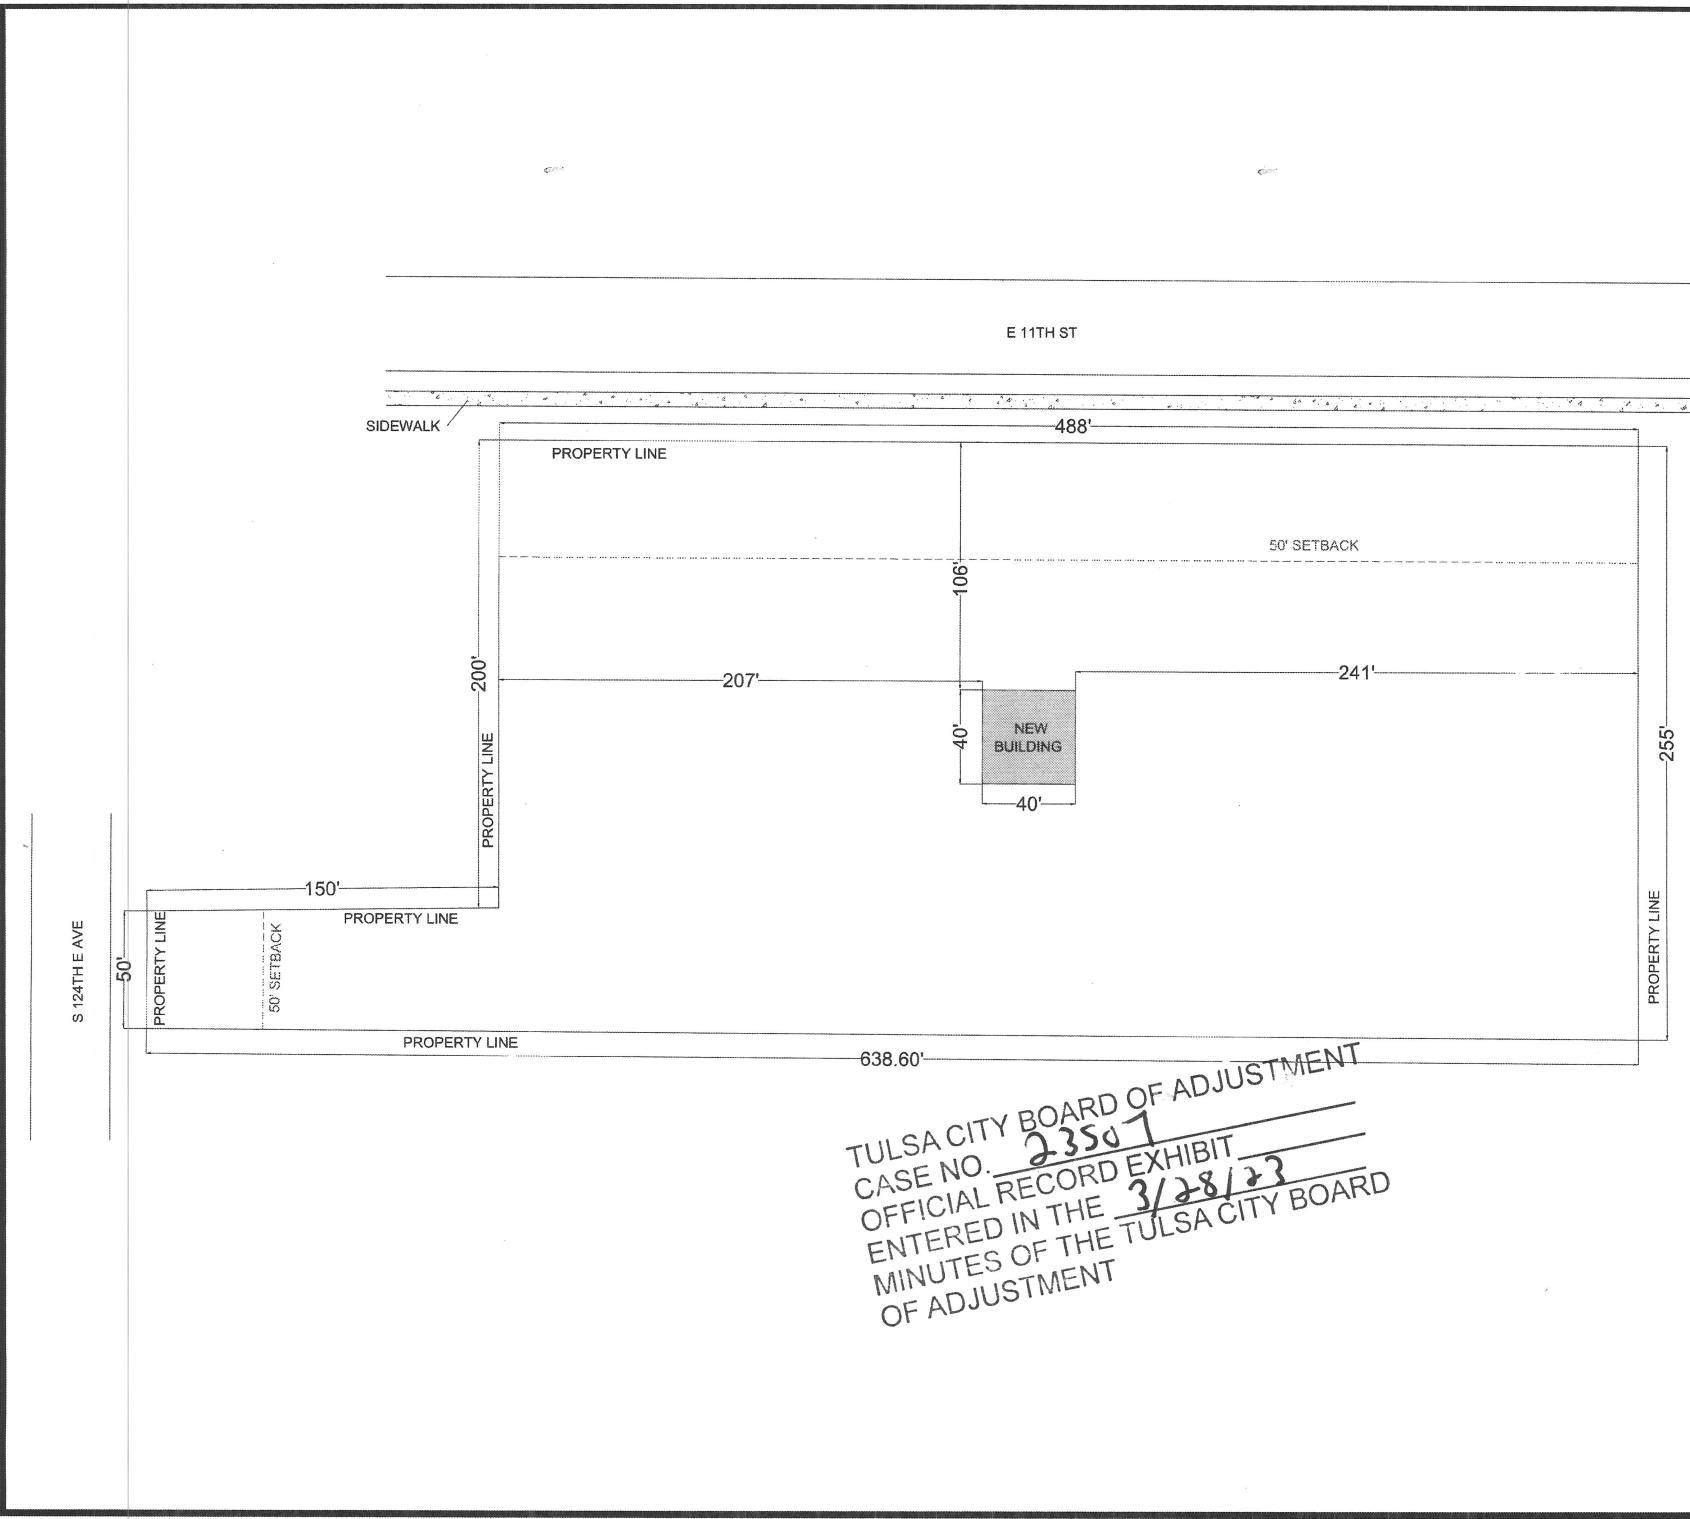 E 11TH ST
SIDEWALK
488'
PROPERTY LINE
50' SETBACK
106'
200'
207'
241'
40'
NEW
BUILDING
40'
255'
PROPERTY LINE
150'
PROPERTY LINE
PROPERTY LINE
50' SETBACK
50'
S 124TH E AVE
PROPERTY LINE
PROPERTY LINE
638.60'
TULSA CITY BOARD OF ADJUSTMENT
CASE NO. 23507
OFFICIAL RECORD EXHIBIT
ENTERED IN THE 3/28/23
MINUTES OF THE TULSA CITY BOARD
OF ADJUSTMENT